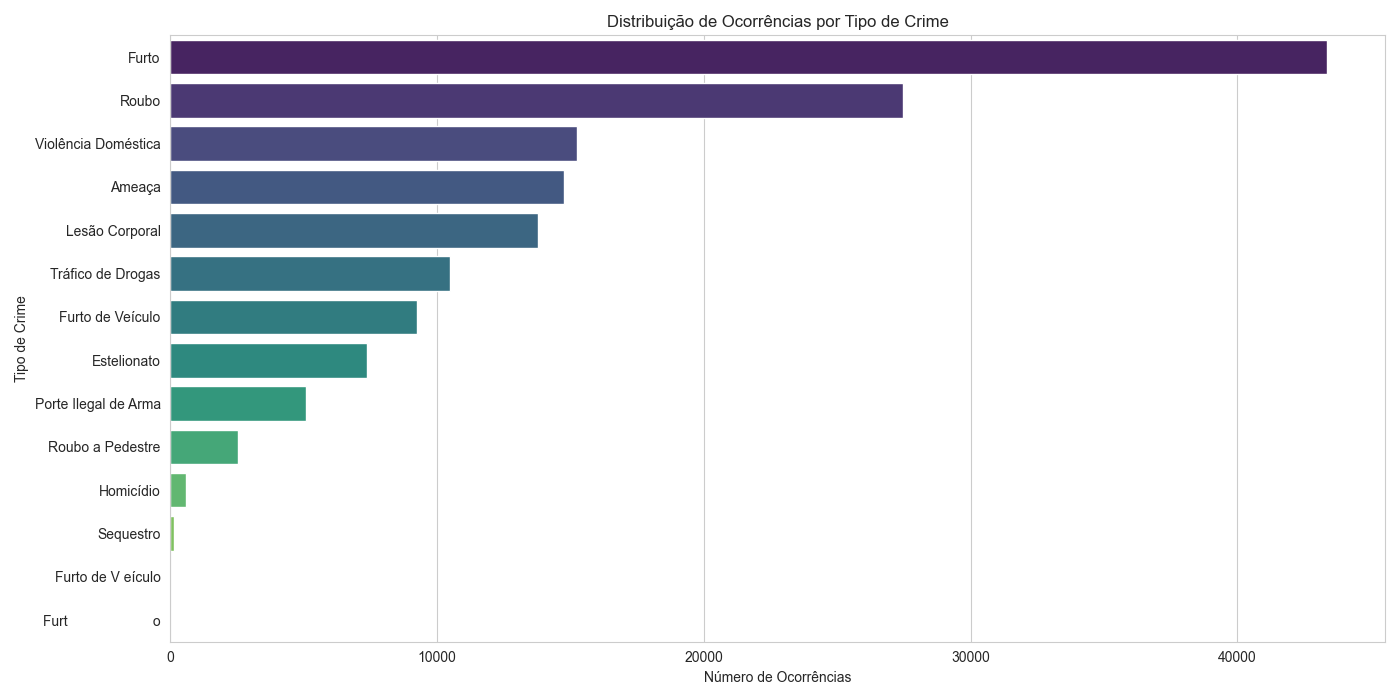 Distribuição de Ocorrências por Tipo de Crime
Tipo de Crime
Furto
Roubo
Violência Doméstica
Ameaça
Lesão Corporal
Tráfico de Drogas
Furto de Veículo
Estelionato
Porte Ilegal de Arma
Roubo a Pedestre
Homicídio
Sequestro
Furto de V eículo
Furt                      o
0 10000 20000 30000 40000
Número de Ocorrências